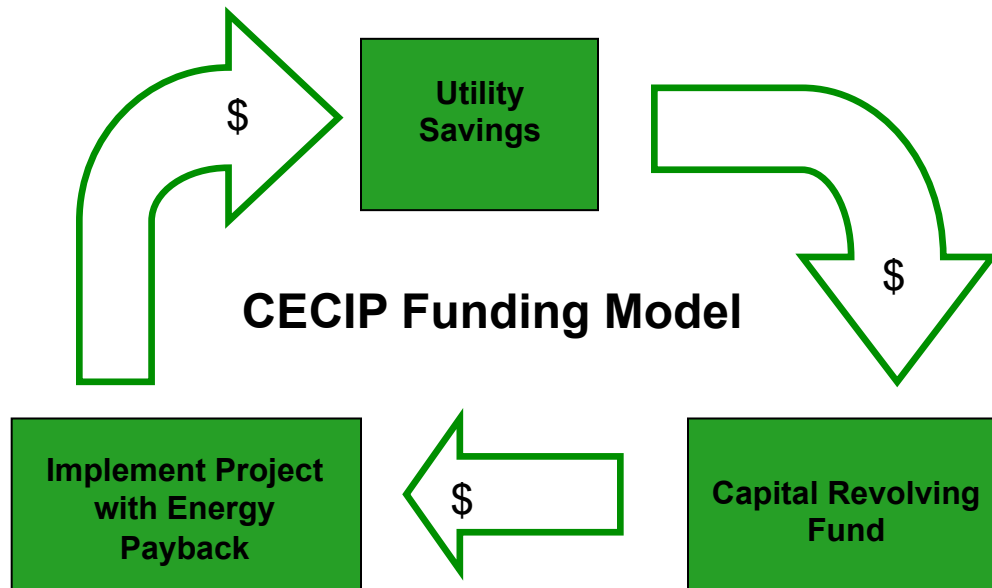 $
Utility
Savings
$
CECIP Funding Model
Implement Project
with Energy
Payback
$
Capital Revolving
Fund